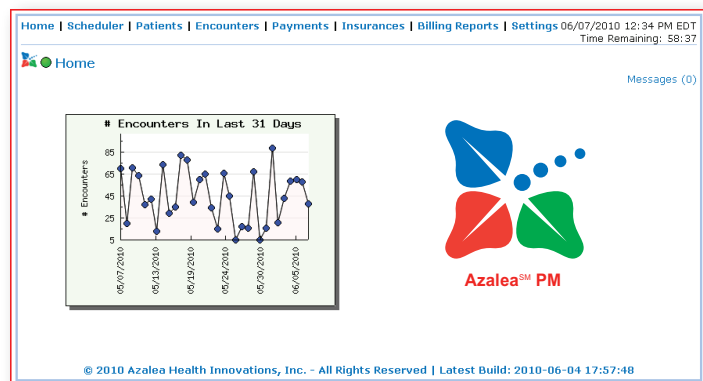 Home | Scheduler | Patients | Encounters | Payments | Insurances | Billing Reports | Settings 06/07/2010 12:34 PM EDT
Time Remaining: 58:37
Home
Messages (0)
# Encounters In Last 31 Days
# Encounters
85
65
45
25
5
05/07/2010
05/13/2010
05/19/2010
05/24/2010
05/30/2010
06/05/2010
Azalea℠ PM
© 2010 Azalea Health Innovations, Inc. - All Rights Reserved | Latest Build: 2010-06-04 17:57:48